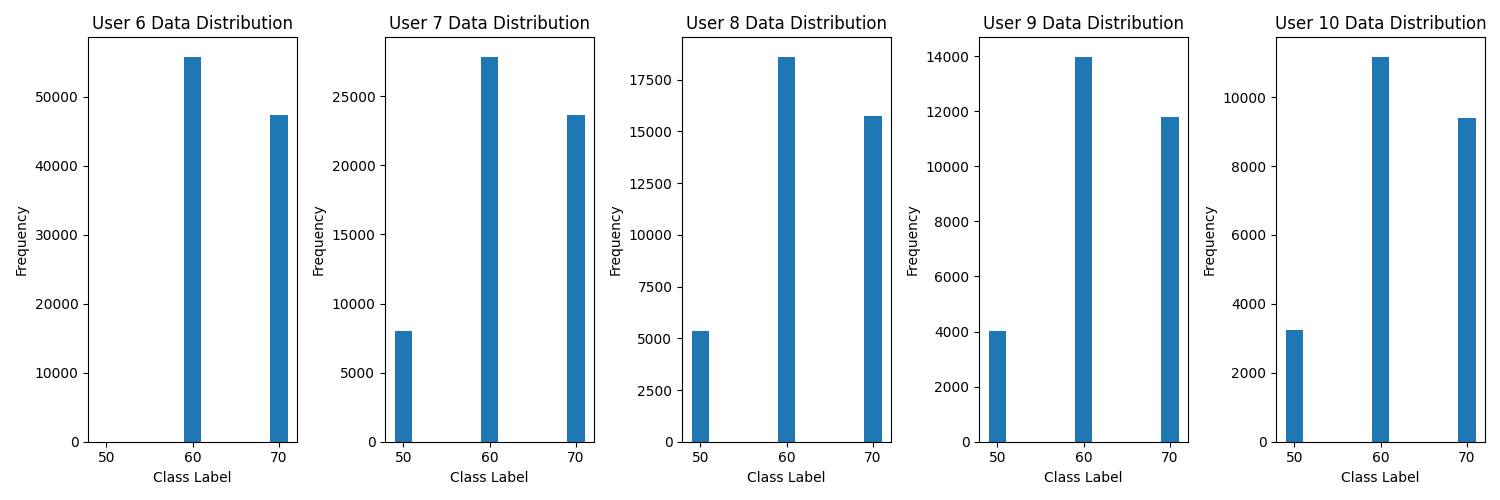 User 6 Data Distribution
Frequency
50000
40000
30000
20000
10000
0
50 60 70
Class Label
User 7 Data Distribution
Frequency
25000
20000
15000
10000
5000
0
50 60 70
Class Label
User 8 Data Distribution
Frequency
17500
15000
12500
10000
7500
5000
2500
0
50 60 70
Class Label
User 9 Data Distribution
Frequency
14000
12000
10000
8000
6000
4000
2000
0
50 60 70
Class Label
User 10 Data Distribution
Frequency
10000
8000
6000
4000
2000
0
50 60 70
Class Label